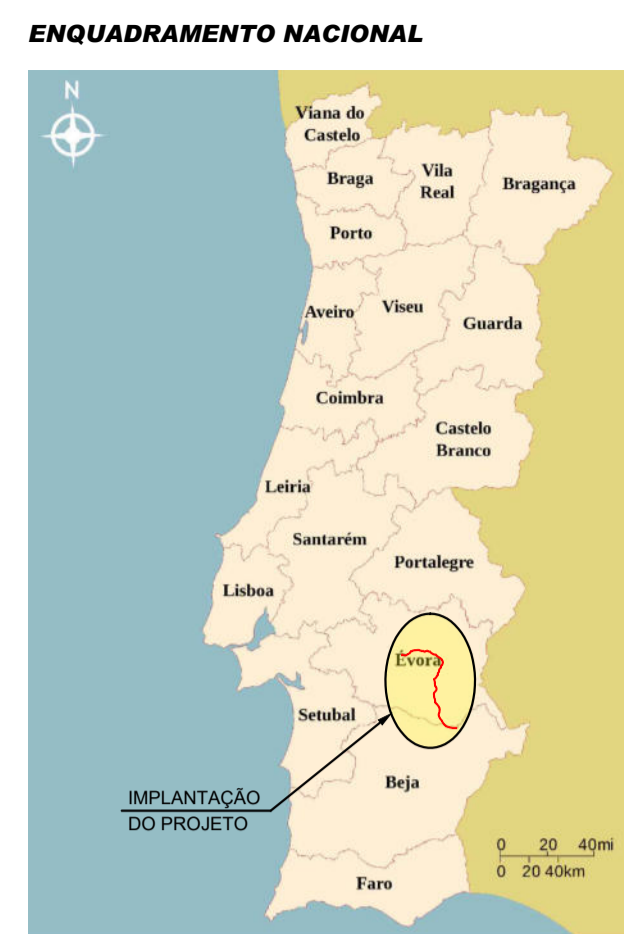 ENQUADRAMENTO NACIONAL
N
Viana do
Castelo
Braga
Vila
Real
Bragança
Porto
Aveiro
Viseu
Guarda
Coimbra
Castelo
Branco
Leiria
Santarém
Portalegre
Lisboa
Évora
Setubal
Beja
IMPLANTAÇÃO
DO PROJETO
0 20 40mi
0 20 40km
Faro